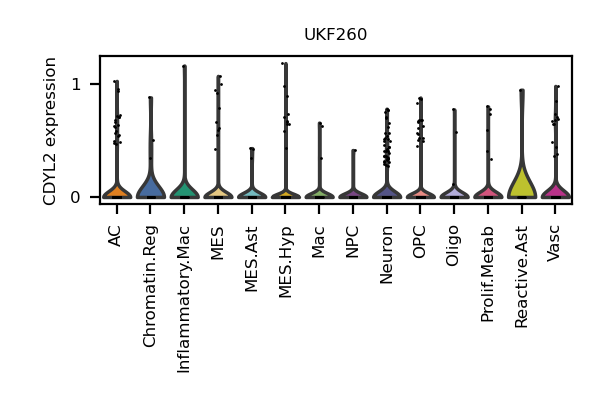 UKF260
CDYL2 expression
1
0
AC
Chromatin.Reg
Inflammatory.Mac
MES
MES.Ast
MES.Hyp
Mac
NPC
Neuron
OPC
Oligo
Prolif.Metab
Reactive.Ast
Vasc